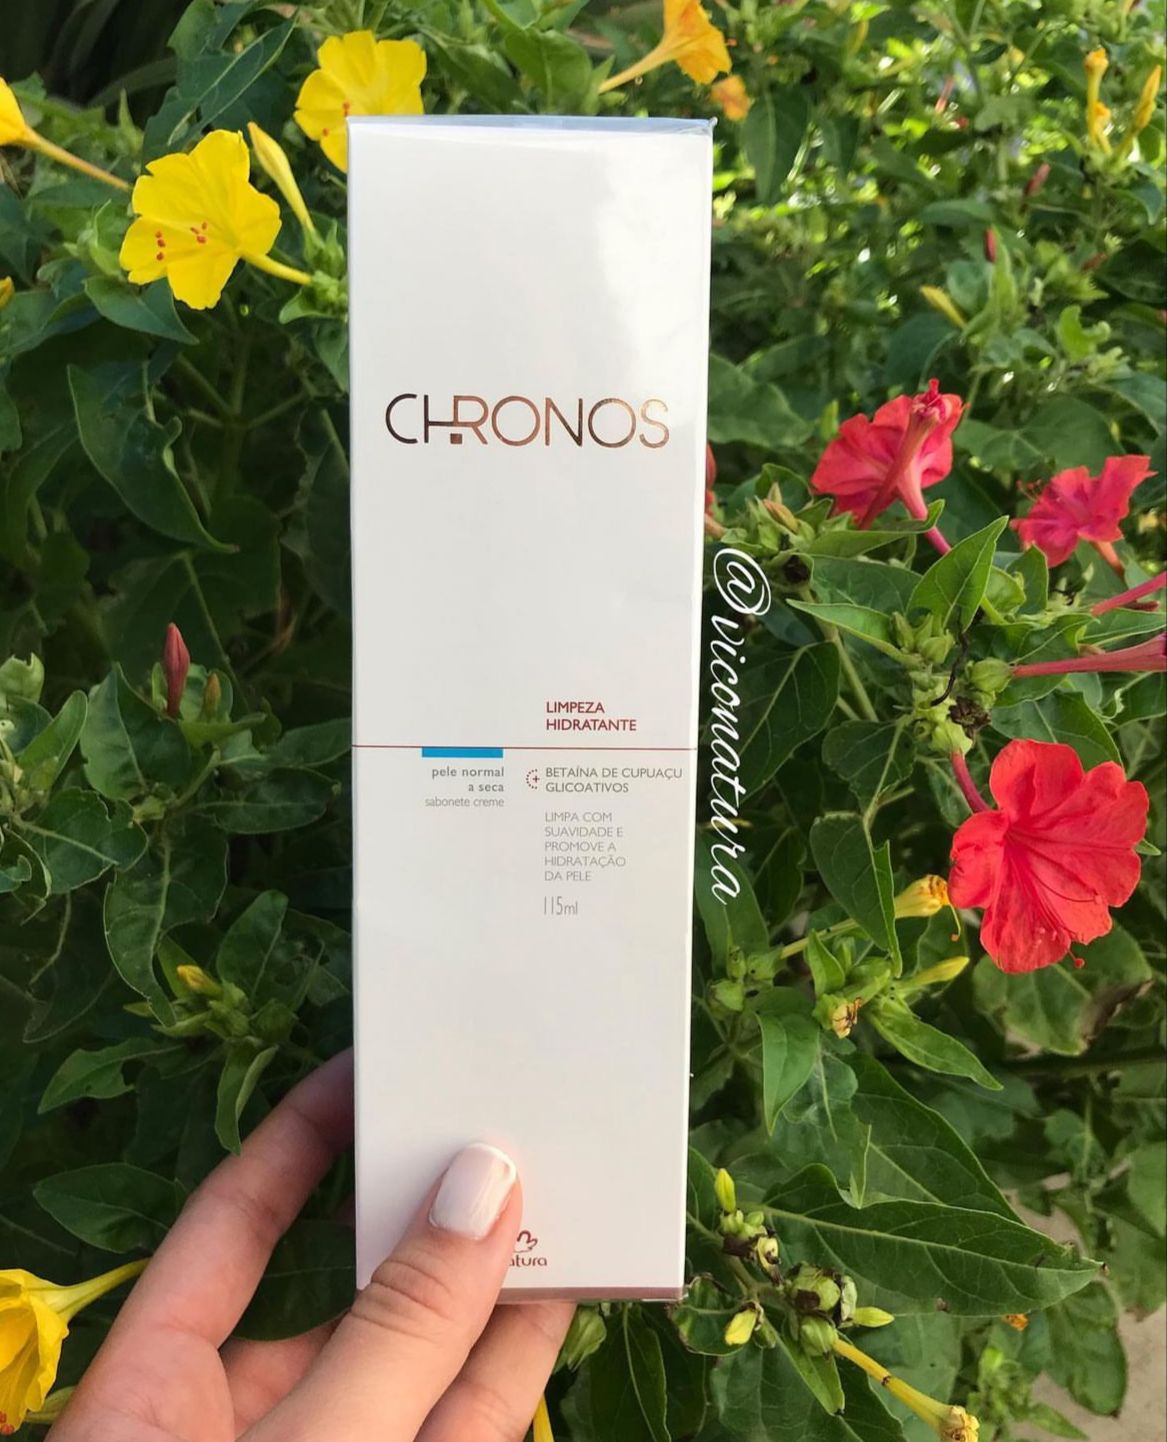 CHRONOS
LIMPEZA
HIDRATANTE
pele normal
a seca
sabonete creme
BETAÍNA DE CUPUAÇU
GLICOATIVOS
LIMPA COM
SUAVIDADE E
PROMOVE A
HIDRATAÇÃO
DA PELE
115ml
@viconatura